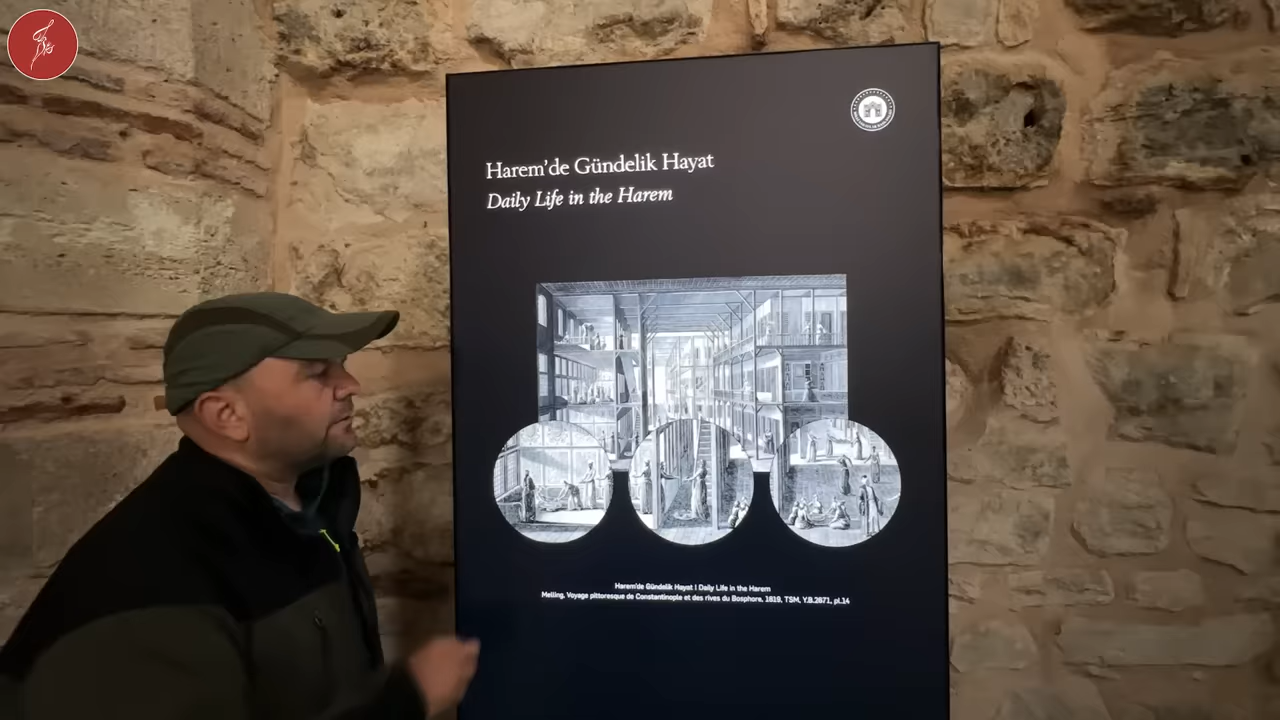 Harem'de Gündelik Hayat
Daily Life in the Harem
Harem'de Gündelik Hayat I Daily Life in the Harem
Melling, Voyage pittoresque de Constantinople et des rives du Bosphore, 1819, TSM, Y.B.2671, pl.14